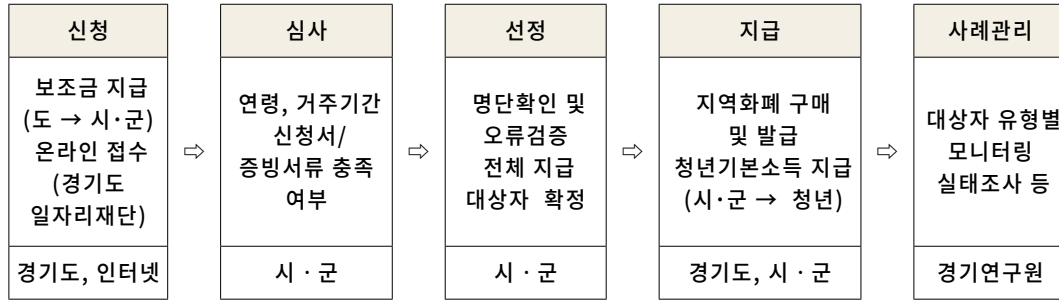 신청
보조금 지급
(도 → 시·군)
온라인 접수
(경기도
일자리재단)
경기도, 인터넷
⇨
심사
연령, 거주기간
신청서/
증빙서류 충족
여부
시 · 군
⇨
선정
명단확인 및
오류검증
전체 지급
대상자 확정
시 · 군
⇨
지급
지역화폐 구매
및 발급
청년기본소득 지급
(시·군 → 청년)
경기도, 시 · 군
⇨
사례관리
대상자 유형별
모니터링
실태조사 등
경기연구원